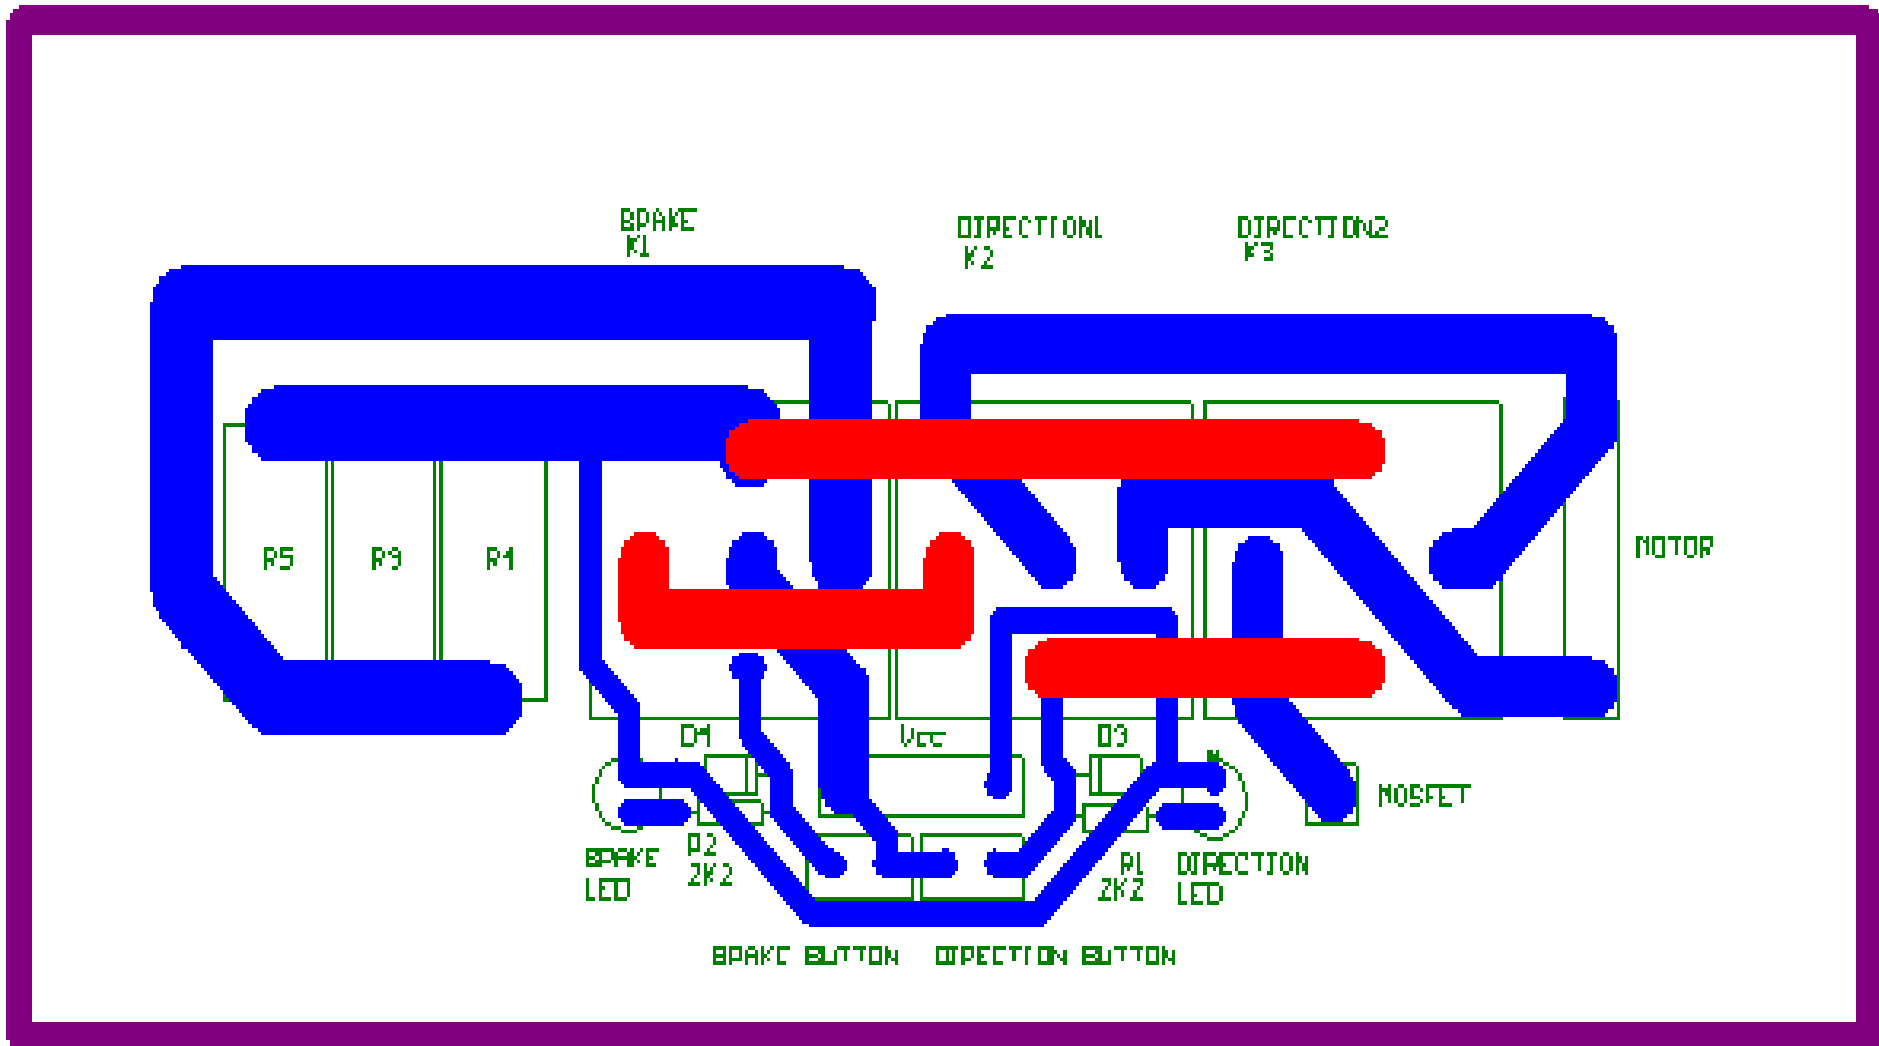 BRAKE
K1
DIRECTION1
K2
DIRECTION2
K3
R5
R3
R4
MOTOR
D4
Vcc
D3
MOSFET
R2
2K2
BRAKE
LED
R1
2K2
DIRECTION
LED
BRAKE BUTTON
DIRECTION BUTTON